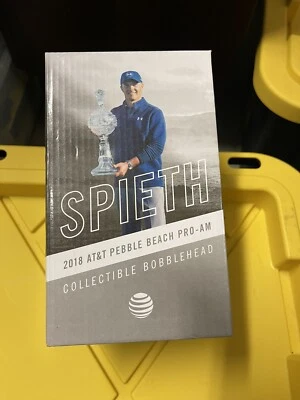 SPIETH
2018 AT&T PEBBLE BEACH PRO-AM
COLLECTIBLE BOBBLEHEAD